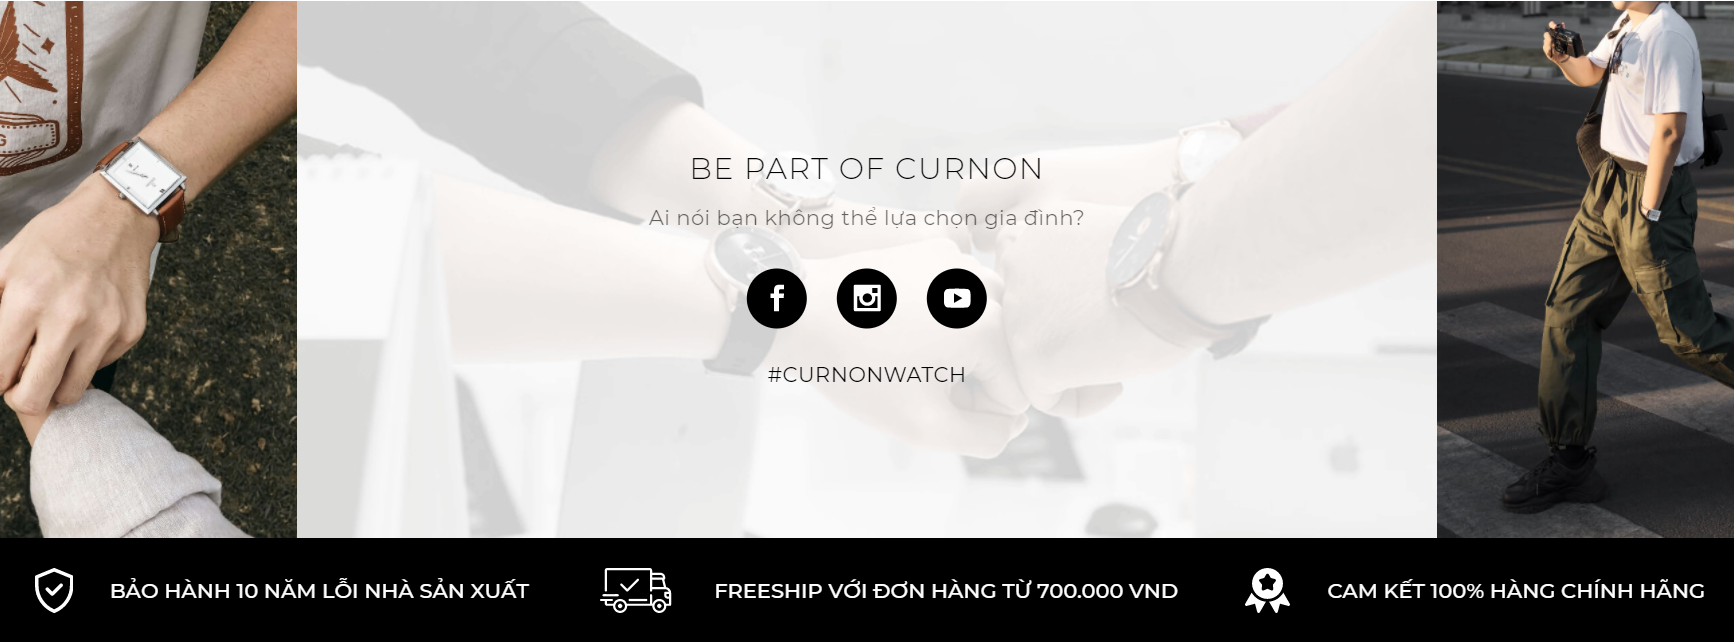 BE PART OF CURNON
Ai nói bạn không thể lựa chọn gia đình?
#CURNONWATCH
BẢO HÀNH 10 NĂM LỖI NHÀ SẢN XUẤT
FREESHIP VỚI ĐƠN HÀNG TỪ 700.000 VND
CAM KẾT 100% HÀNG CHÍNH HÃNG